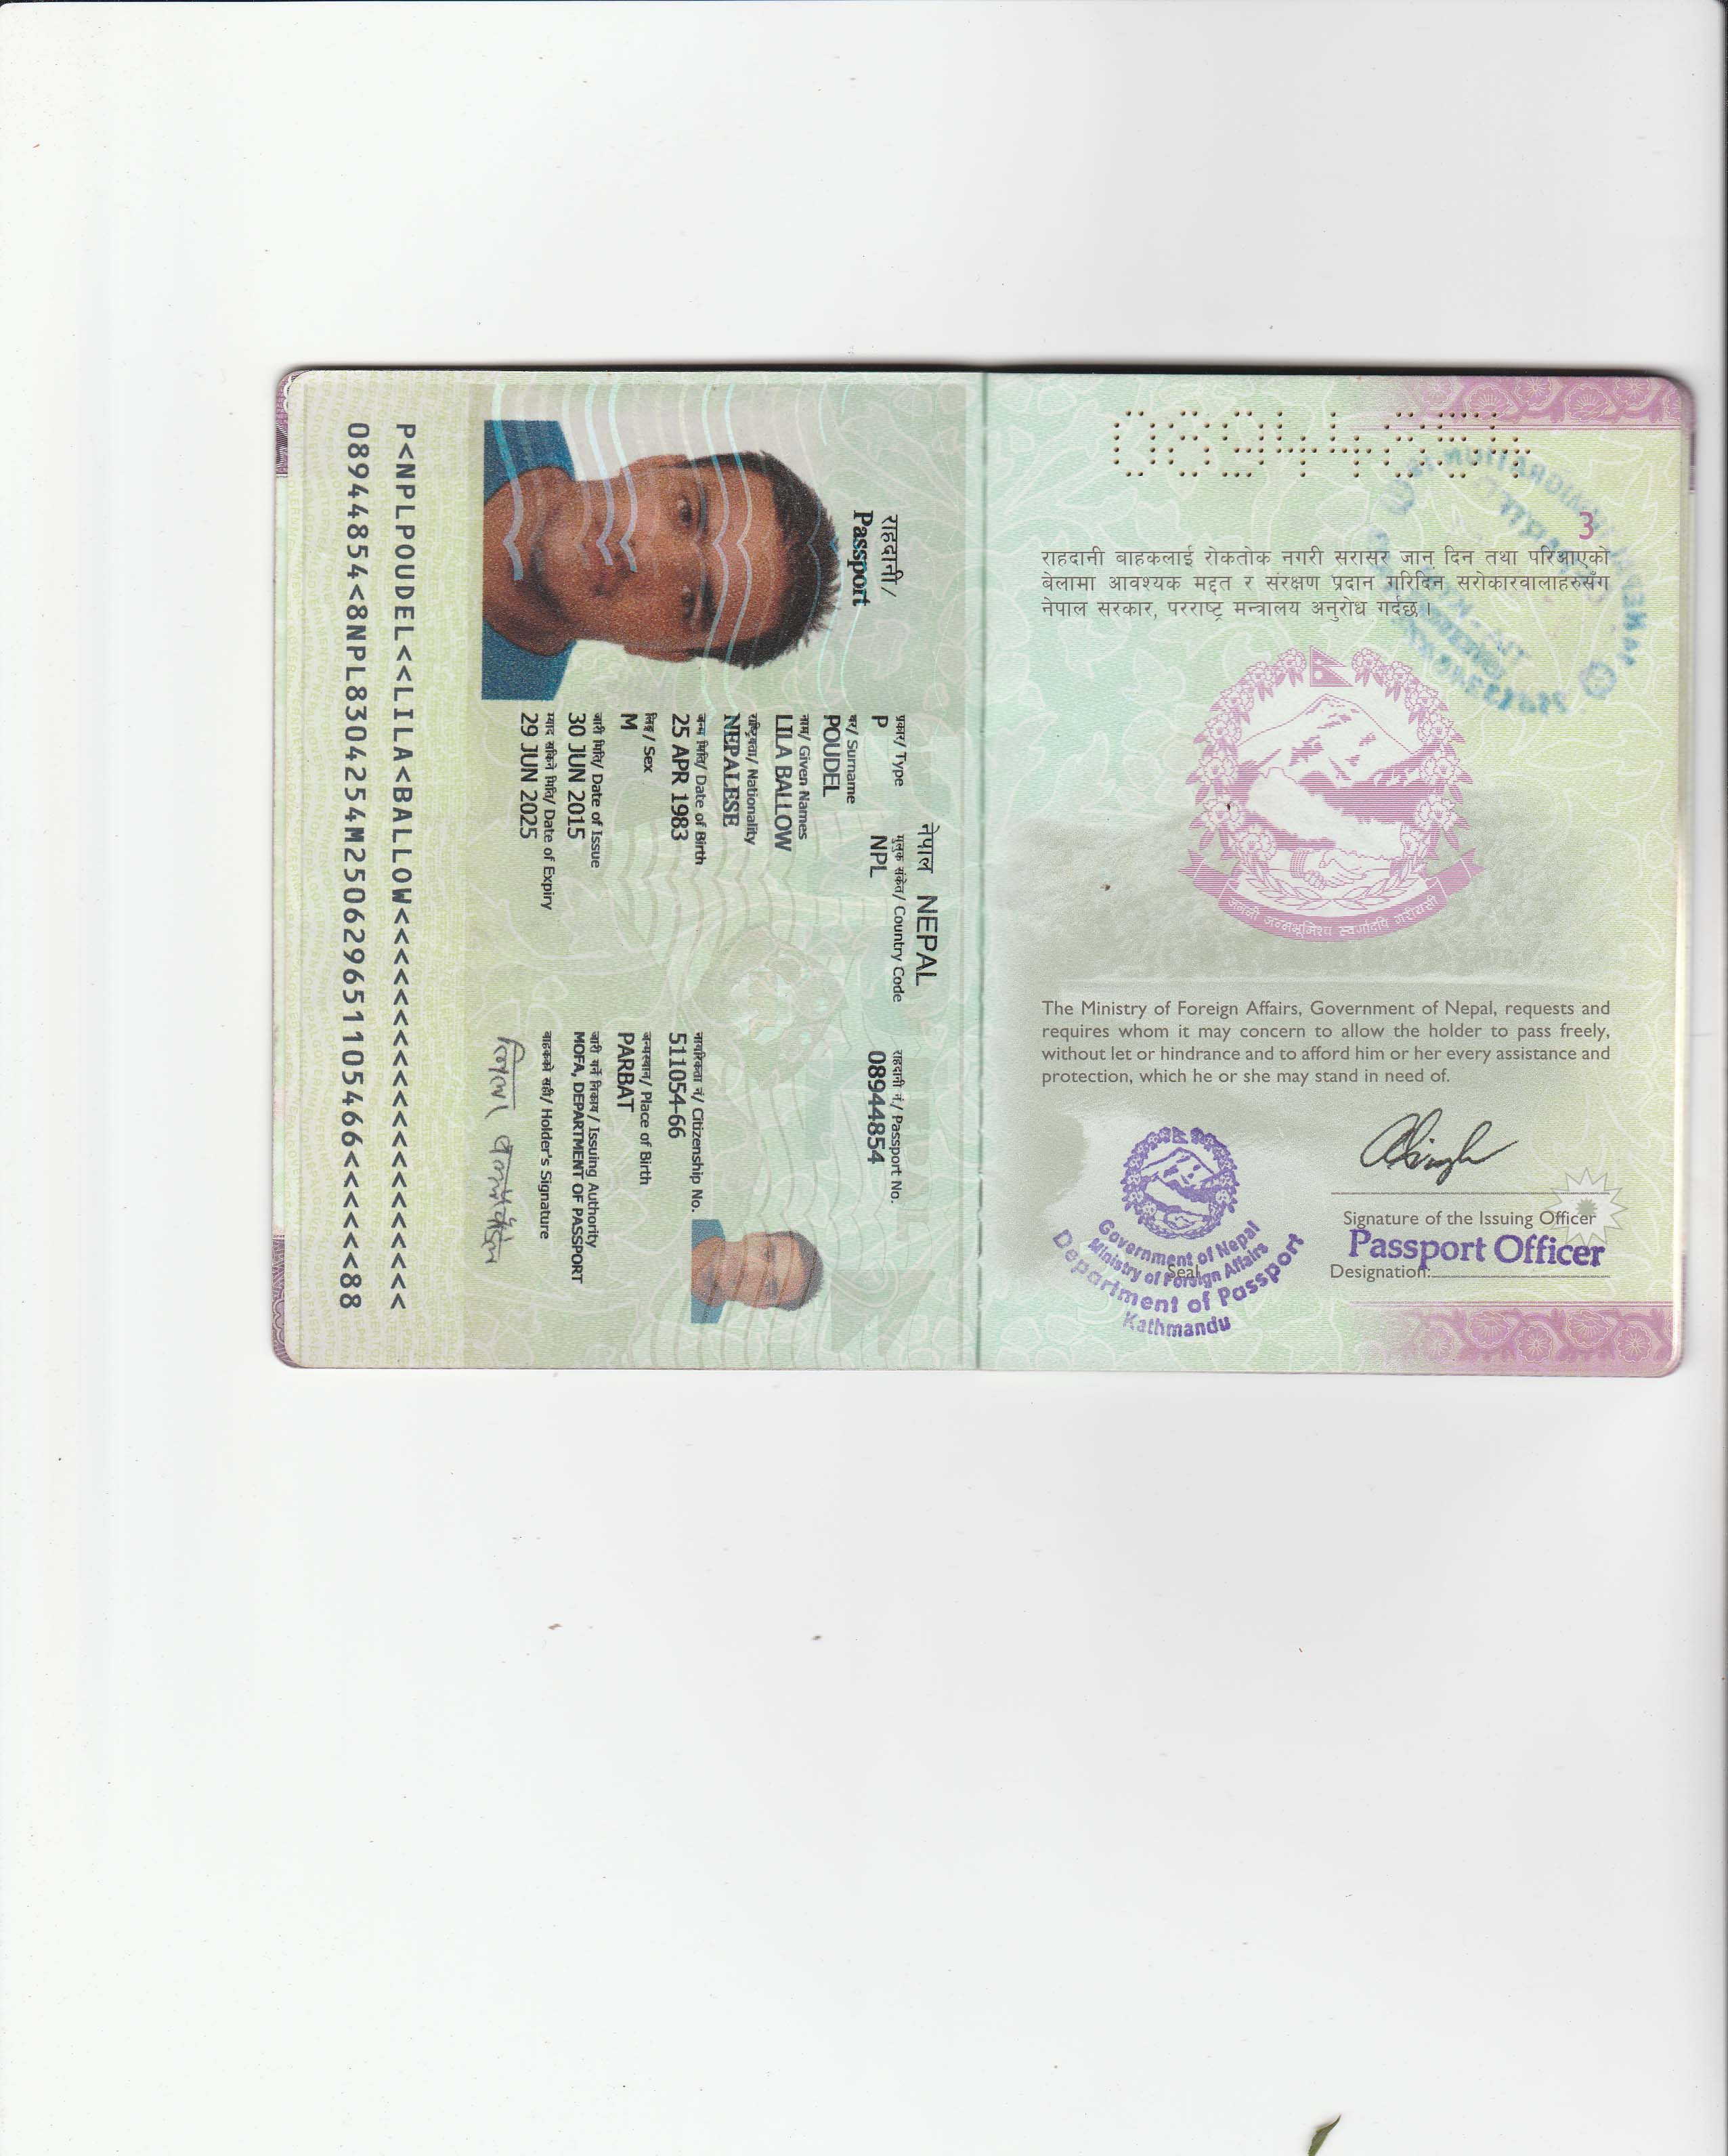 3
राहदानी बाहकलाई रोकतोक नगरी सरासर जान दिन तथा परिआएको
बेलामा आवश्यक मद्दत र संरक्षण प्रदान गरिदिन सरोकारवालाहरुसँग
नेपाल सरकार, परराष्ट्र मन्त्रालय अनुरोध गर्दछ।
जननी जन्मभूमिश्च स्वर्गादपि गरीयसी
The Ministry of Foreign Affairs, Government of Nepal, requests and
requires whom it may concern to allow the holder to pass freely,
without let or hindrance and to afford him or her every assistance and
protection, which he or she may stand in need of.
Signature of the Issuing Officer
Passport Officer
Designation:
Seal
Government of Nepal
Ministry of Foreign Affairs
Department of Passport
Kathmandu
नेपाल NEPAL
राहदानी /
Passport
प्रकार/ Type मुलुक संकेत/ Country Code राहदानी नं/ Passport No.
P NPL 08944854
थर/ Surname
POUDEL
नाम/ Given Names
LILA BALLOW
राष्ट्रियता/ Nationality
NEPALESE
जन्म मिति/ Date of Birth नागरिकता नं/ Citizenship No.
25 APR 1983 511054-66
लिङ्ग / Sex जन्मस्थान/ Place of Birth
M PARBAT
जारी मिति/ Date of Issue जारी गर्ने निकाय / Issuing Authority
30 JUN 2015 MOFA, DEPARTMENT OF PASSPORT
म्याद सकिने मिति/ Date of Expiry वाहकको सही/ Holder's Signature
29 JUN 2025
P<NPLPOUDEL<<LILA<BALLOW<<<<<<<<<<<<<<<<<<<<
08944854<8NPL8304254M2506296511105466<<<<<88